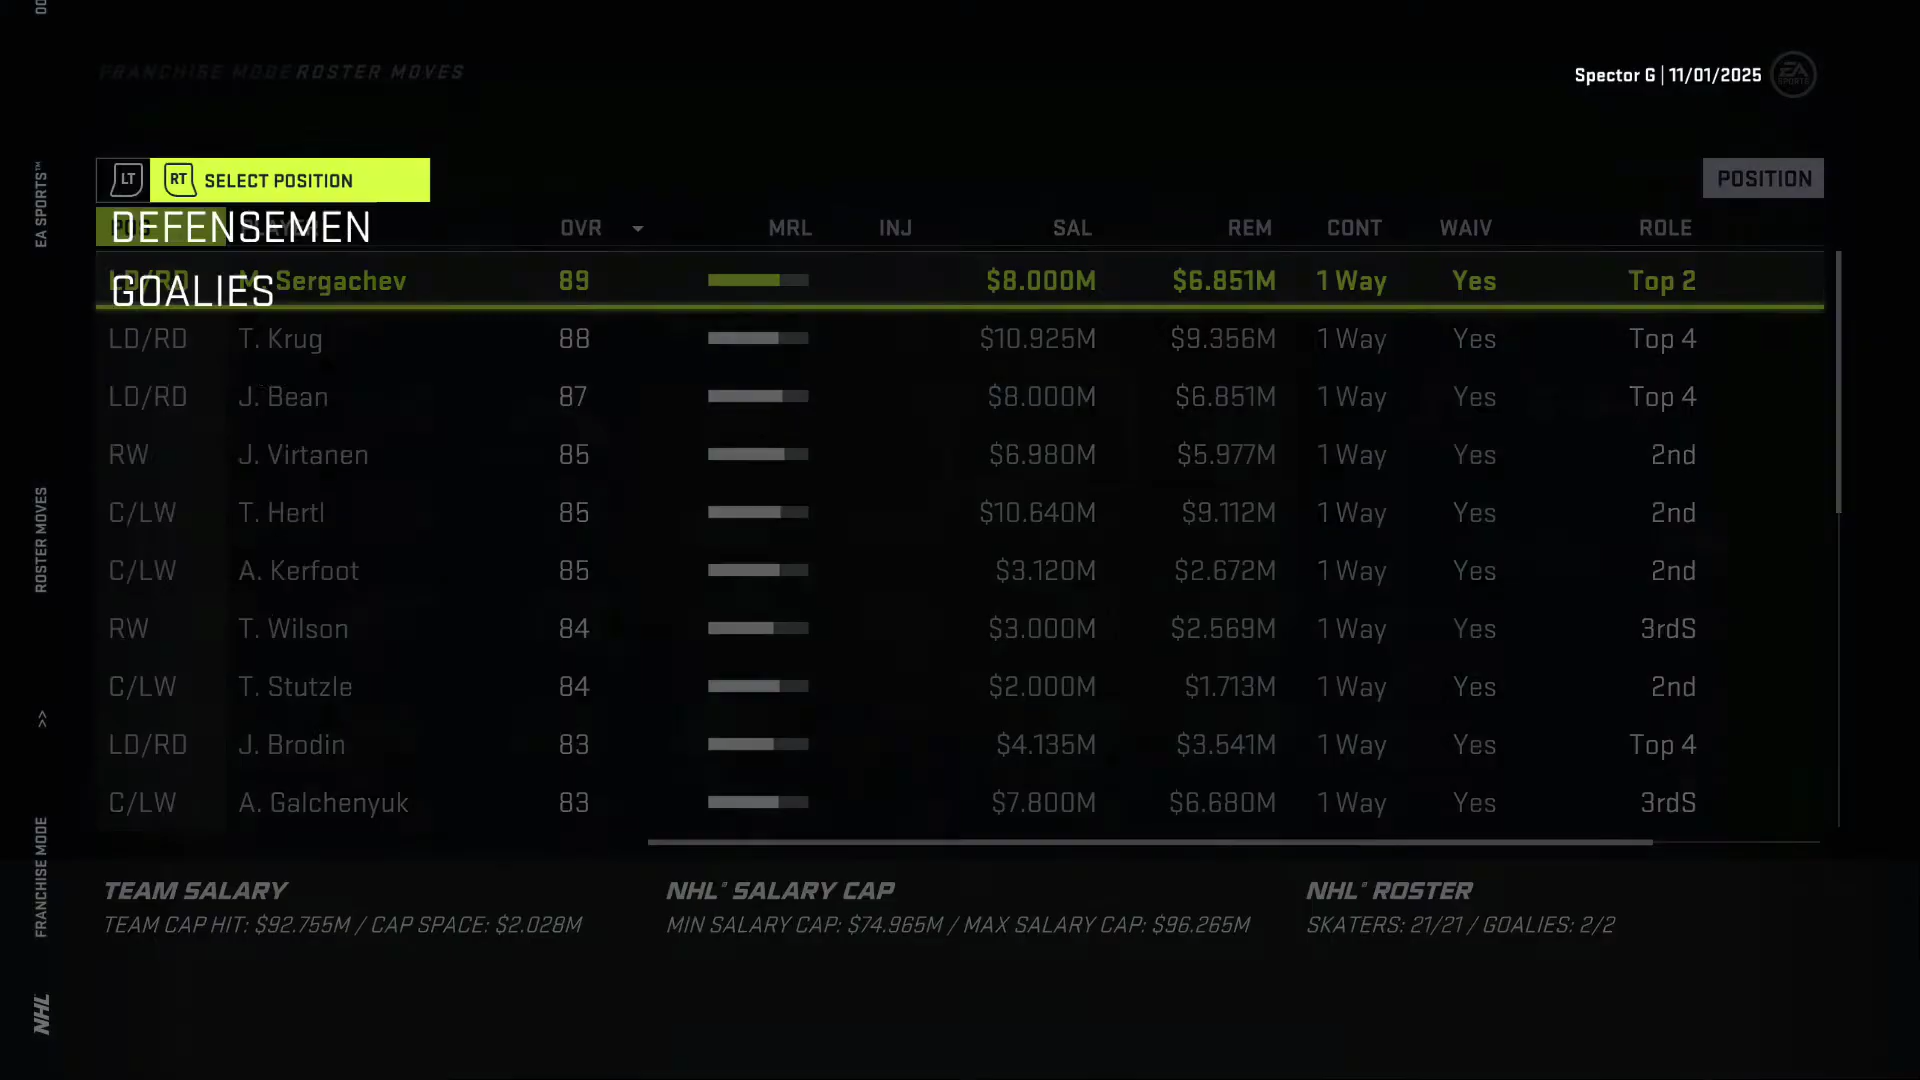 FRANCHISE MODE ROSTER MOVES
Spector G | 11/01/2025
EA SPORTS
LT RT SELECT POSITION
POSITION
DEFENSEMEN
GOALIES
POS PLAYER OVR MRL INJ SAL REM CONT WAIV ROLE
LD/RD M. Sergachev 89 $8.000M $6.851M 1 Way Yes Top 2
LD/RD T. Krug 88 $10.925M $9.356M 1 Way Yes Top 4
LD/RD J. Bean 87 $8.000M $6.851M 1 Way Yes Top 4
RW J. Virtanen 85 $6.980M $5.977M 1 Way Yes 2nd
C/LW T. Hertl 85 $10.640M $9.112M 1 Way Yes 2nd
C/LW A. Kerfoot 85 $3.120M $2.672M 1 Way Yes 2nd
RW T. Wilson 84 $3.000M $2.569M 1 Way Yes 3rdS
C/LW T. Stutzle 84 $2.000M $1.713M 1 Way Yes 2nd
LD/RD J. Brodin 83 $4.135M $3.541M 1 Way Yes Top 4
C/LW A. Galchenyuk 83 $7.800M $6.680M 1 Way Yes 3rdS
TEAM SALARY
TEAM CAP HIT: $92.755M / CAP SPACE: $2.028M
NHL® SALARY CAP
MIN SALARY CAP: $74.965M / MAX SALARY CAP: $96.265M
NHL® ROSTER
SKATERS: 21/21 / GOALIES: 2/2
NHL FRANCHISE MODE >> ROSTER MOVES EA SPORTS™